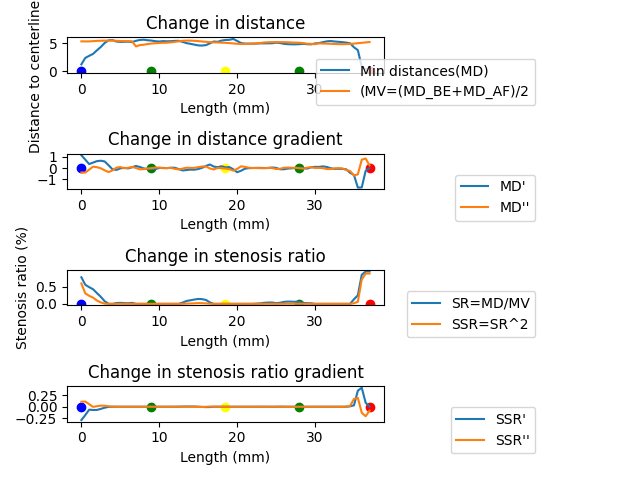 Change in distance
Distance to centerline
5
0
0
10
20
30
Length (mm)
Min distances(MD)
(MV=(MD_BE+MD_AF)/2
Change in distance gradient
1
0
−1
0
10
20
30
Length (mm)
MD'
MD''
Change in stenosis ratio
Stenosis ratio (%)
0.5
0.0
0
10
20
30
Length (mm)
SR=MD/MV
SSR=SR^2
Change in stenosis ratio gradient
0.25
0.00
−0.25
0
10
20
30
Length (mm)
SSR'
SSR''